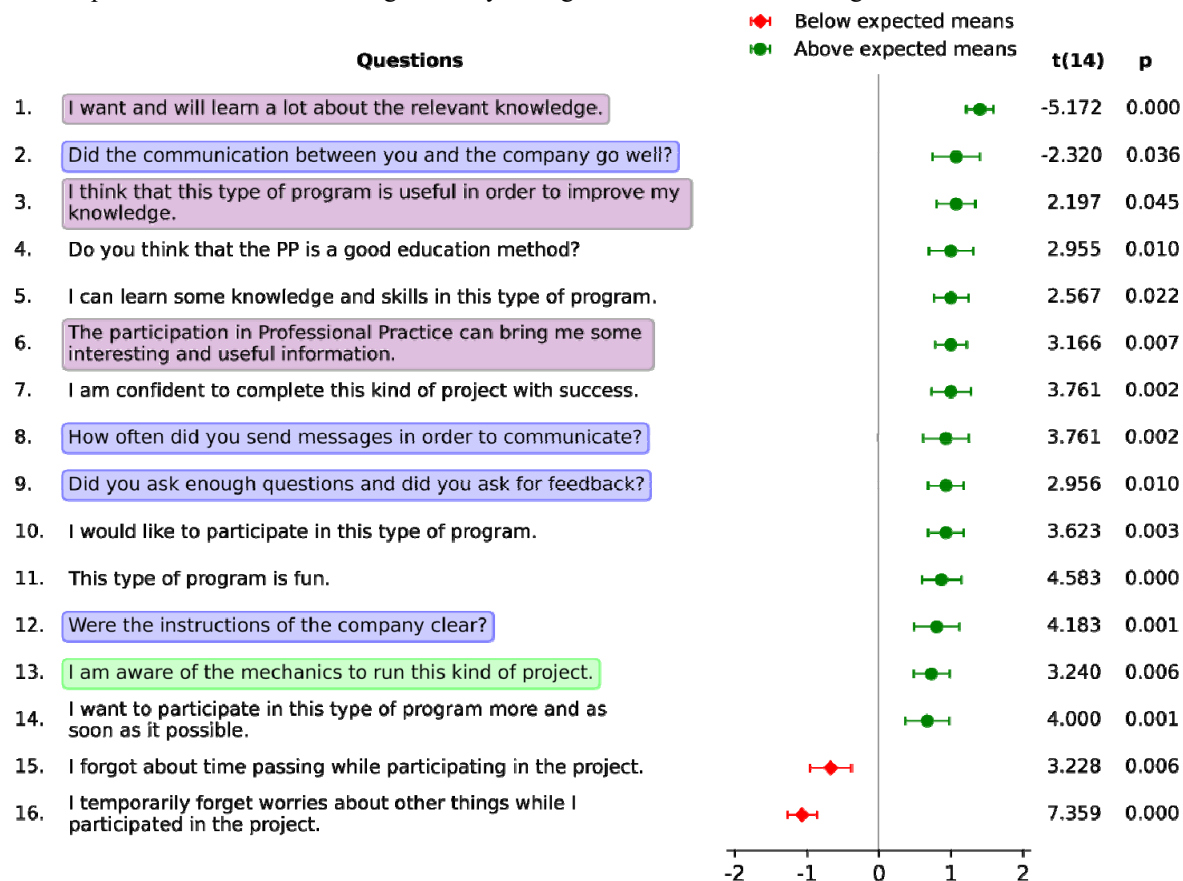 Below expected means
Above expected means
Questions t(14) p
1. I want and will learn a lot about the relevant knowledge. -5.172 0.000
2. Did the communication between you and the company go well? -2.320 0.036
3. I think that this type of program is useful in order to improve my
knowledge. 2.197 0.045
4. Do you think that the PP is a good education method? 2.955 0.010
5. I can learn some knowledge and skills in this type of program. 2.567 0.022
6. The participation in Professional Practice can bring me some
interesting and useful information. 3.166 0.007
7. I am confident to complete this kind of project with success. 3.761 0.002
8. How often did you send messages in order to communicate? 3.761 0.002
9. Did you ask enough questions and did you ask for feedback? 2.956 0.010
10. I would like to participate in this type of program. 3.623 0.003
11. This type of program is fun. 4.583 0.000
12. Were the instructions of the company clear? 4.183 0.001
13. I am aware of the mechanics to run this kind of project. 3.240 0.006
14. I want to participate in this type of program more and as
soon as it possible. 4.000 0.001
15. I forgot about time passing while participating in the project. 3.228 0.006
16. I temporarily forget worries about other things while I
participated in the project. 7.359 0.000
-2 -1 0 1 2